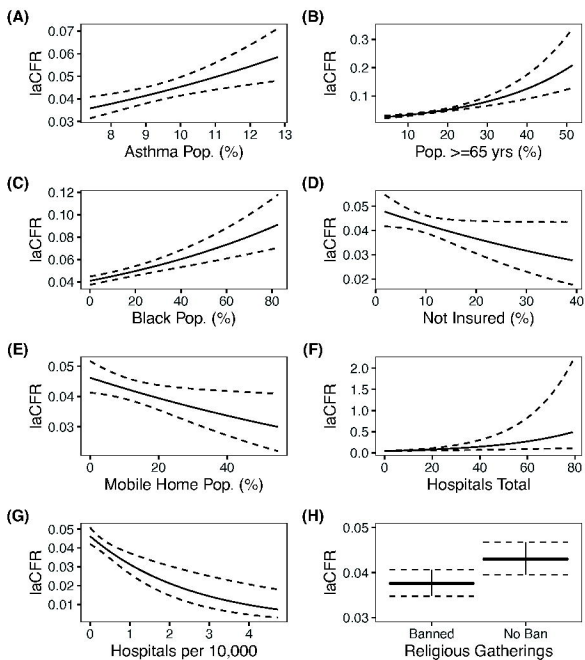 (A)
laCFR
0.07
0.06
0.05
0.04
0.03
8 9 10 11 12 13
Asthma Pop. (%)
(B)
laCFR
0.3
0.2
0.1
10 20 30 40 50
Pop. >=65 yrs (%)
(C)
laCFR
0.12
0.10
0.08
0.06
0.04
0 20 40 60 80
Black Pop. (%)
(D)
laCFR
0.05
0.04
0.03
0.02
0 10 20 30 40
Not Insured (%)
(E)
laCFR
0.05
0.04
0.03
0 20 40
Mobile Home Pop. (%)
(F)
laCFR
2.0
1.5
1.0
0.5
0.0
0 20 40 60 80
Hospitals Total
(G)
laCFR
0.05
0.04
0.03
0.02
0.01
0 1 2 3 4
Hospitals per 10,000
(H)
laCFR
0.05
0.04
0.03
Banned No Ban
Religious Gatherings